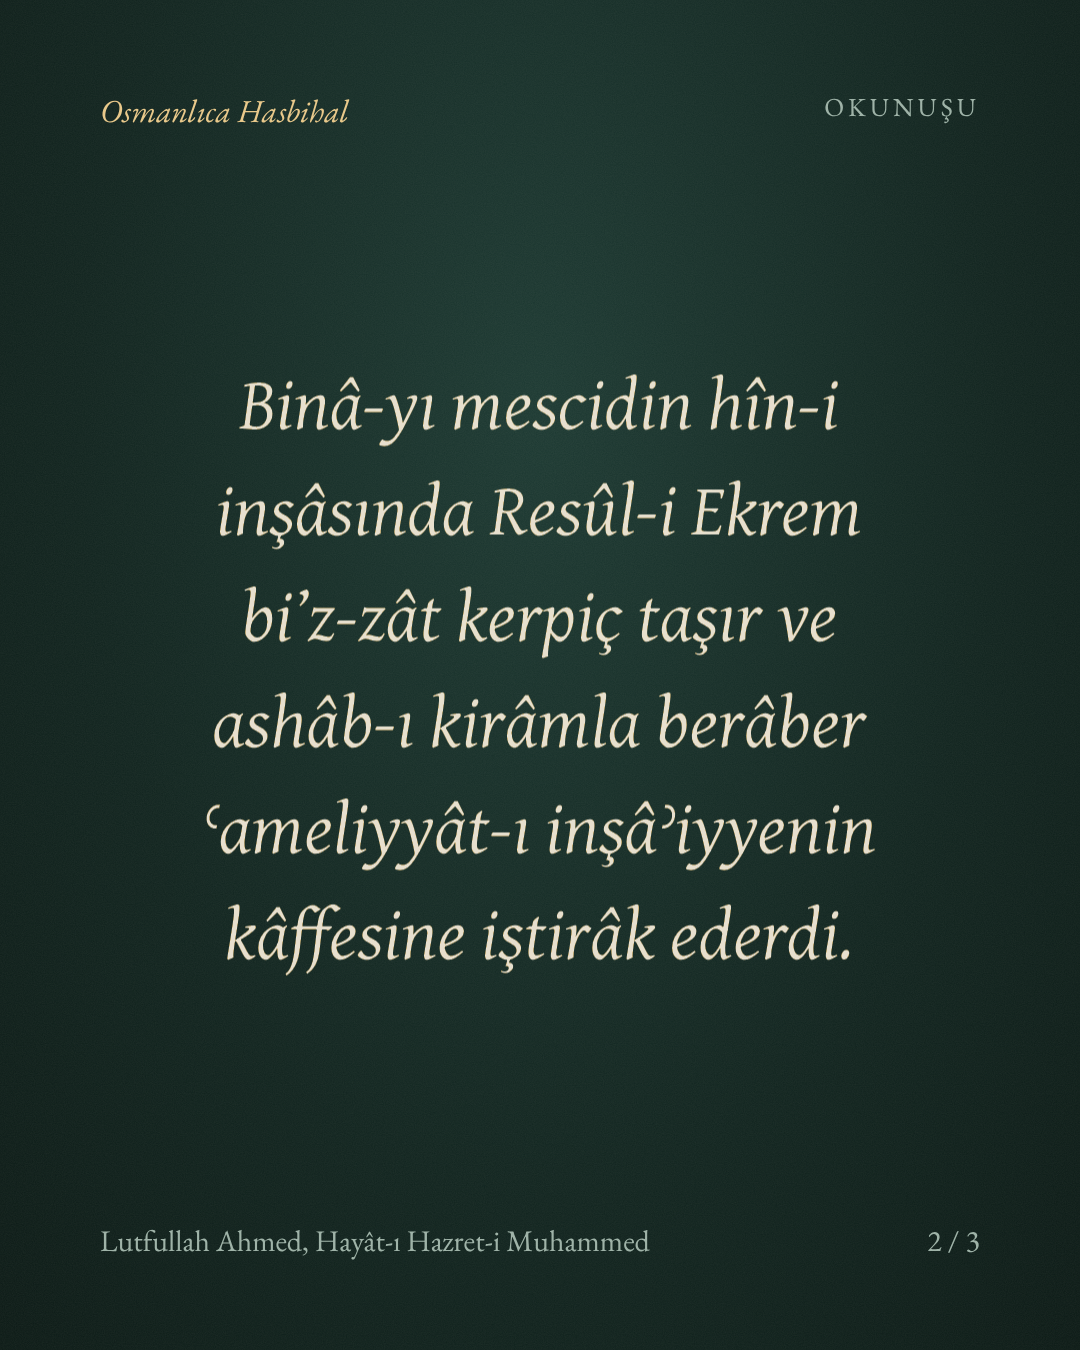 Osmanlıca Hasbihal
OKUNUŞU
Binâ-yı mescidin hîn-i
inşâsında Resûl-i Ekrem
bi’z-zât kerpiç taşır ve
ashâb-ı kirâmla berâber
ʿameliyyât-ı inşâʾiyyenin
kâffesine iştirâk ederdi.
Lutfullah Ahmed, Hayât-ı Hazret-i Muhammed
2 / 3